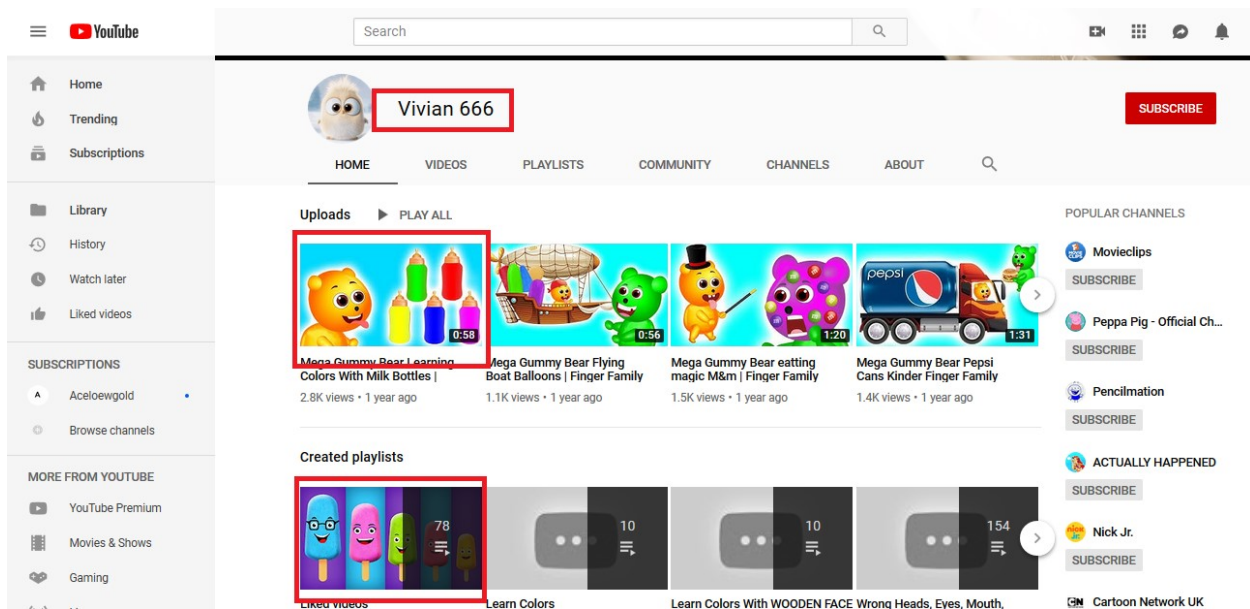 YouTube
Search
Home
Trending
Subscriptions
Library
History
Watch later
Liked videos
SUBSCRIPTIONS
A Aceloewgold
Browse channels
MORE FROM YOUTUBE
YouTube Premium
Movies & Shows
Gaming
Vivian 666
SUBSCRIBE
HOME VIDEOS PLAYLISTS COMMUNITY CHANNELS ABOUT
Uploads PLAY ALL
pepsi
0:58 0:56 1:20 1:31
Mega Gummy Bear Learning Mega Gummy Bear Flying Mega Gummy Bear eatting Mega Gummy Bear Pepsi
Colors With Milk Bottles | Boat Balloons | Finger Family magic M&m | Finger Family Cans Kinder Finger Family
2.8K views • 1 year ago 1.1K views • 1 year ago 1.5K views • 1 year ago 1.4K views • 1 year ago
Created playlists
78 10 10 154
Liked videos Learn Colors Learn Colors With WOODEN FACE Wrong Heads, Eyes, Mouth,
POPULAR CHANNELS
Movieclips
SUBSCRIBE
Peppa Pig - Official Ch...
SUBSCRIBE
Pencilmation
SUBSCRIBE
ACTUALLY HAPPENED
SUBSCRIBE
Nick Jr.
SUBSCRIBE
Cartoon Network UK